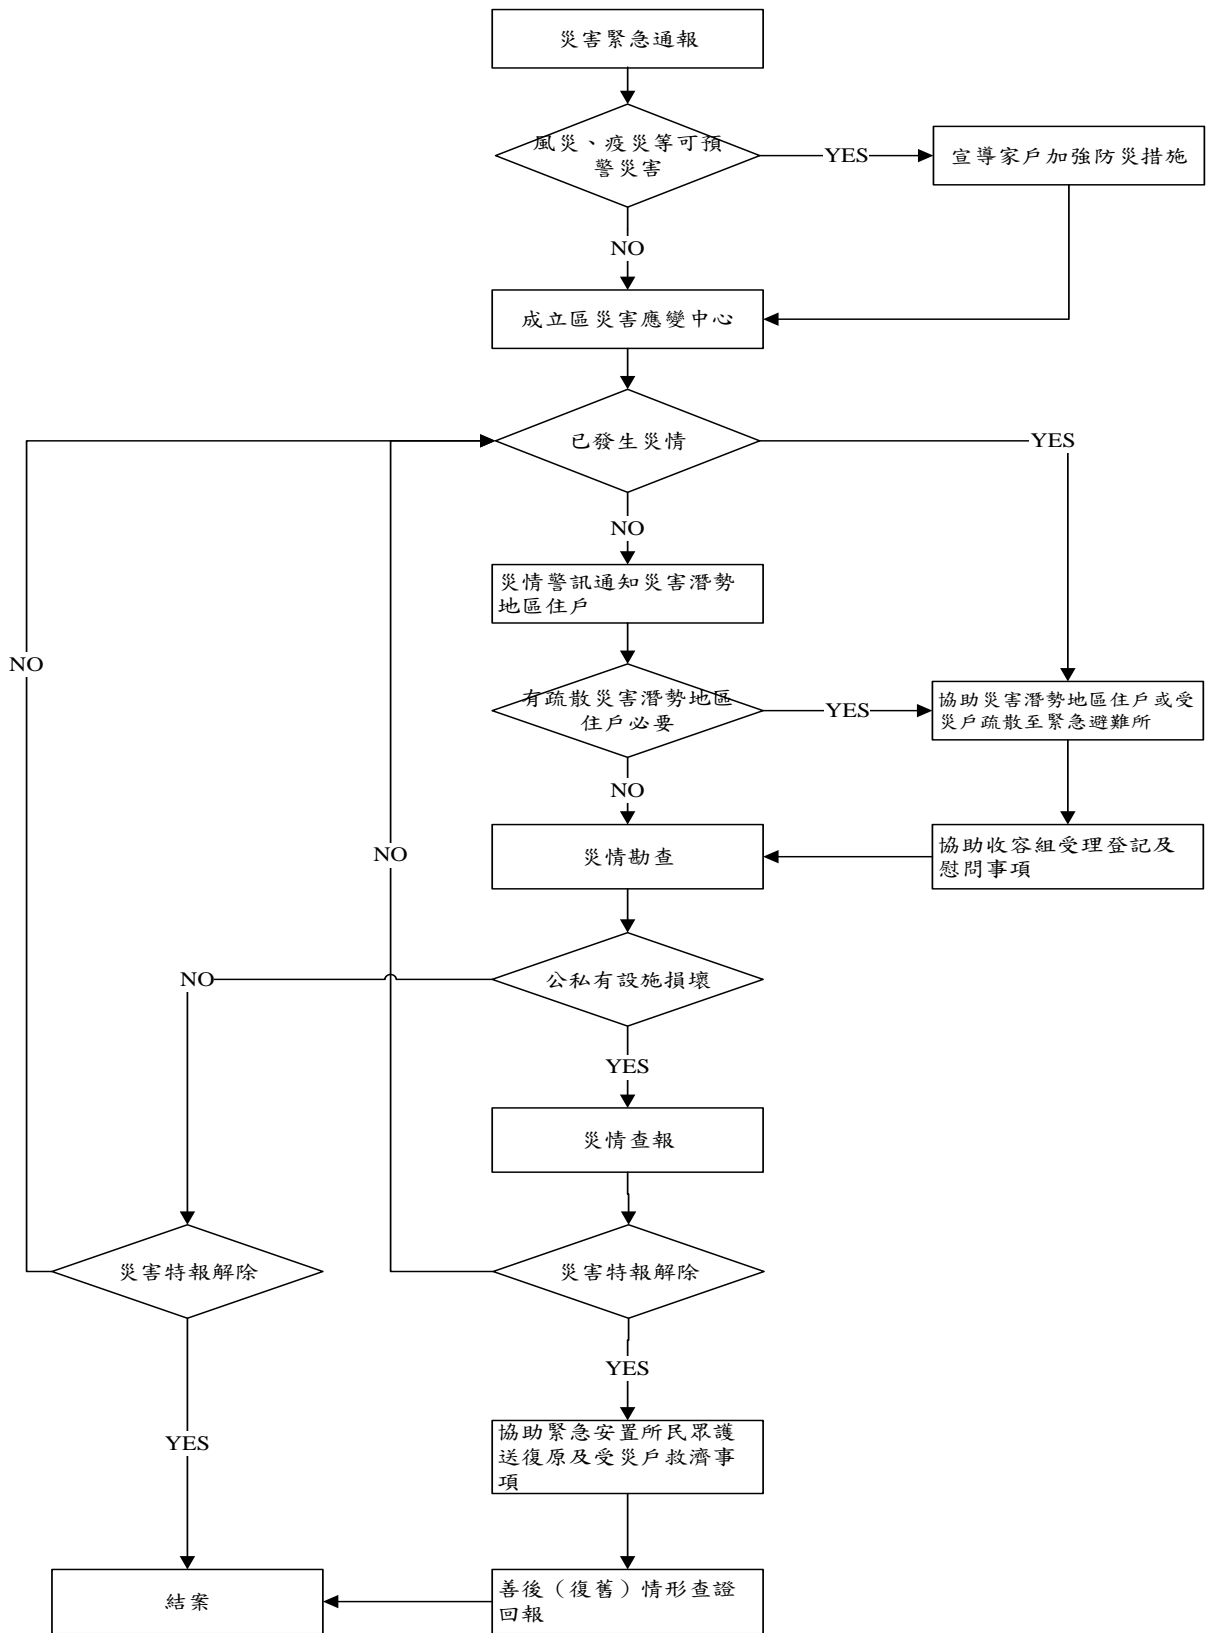 災害緊急通報
風災、疫災等可預
警災害
YES
宣導家戶加強防災措施
NO
成立區災害應變中心
已發生災情
YES
NO
災情警訊通知災害潛勢
地區住戶
NO
有疏散災害潛勢地區
住戶必要
YES
協助災害潛勢地區住戶或受
災戶疏散至緊急避難所
NO
災情勘查
協助收容組受理登記及
慰問事項
NO
公私有設施損壞
NO
YES
災情查報
災害特報解除
災害特報解除
YES
YES
協助緊急安置所民眾護
送復原及受災戶救濟事
項
結案
善後（復舊）情形查證
回報